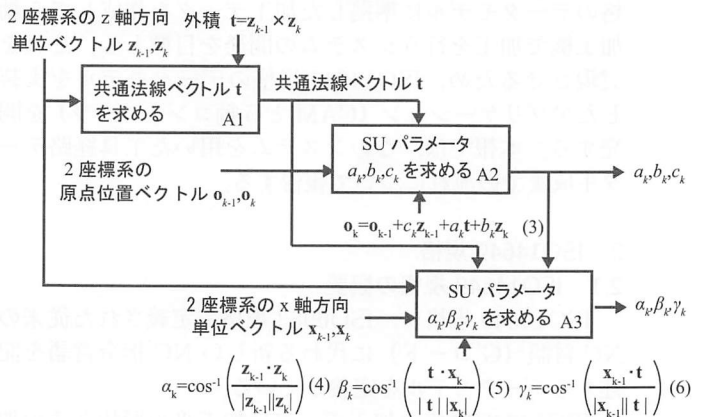 2座標系のz軸方向
単位ベクトル z_{k-1},z_k
外積 t=z_{k-1}×z_k
共通法線ベクトル t
を求める A1
共通法線ベクトル t
SUパラメータ
a_k,b_k,c_k を求める A2
a_k,b_k,c_k
2座標系の
原点位置ベクトル o_{k-1},o_k
o_k=o_{k-1}+c_k z_{k-1}+a_k t+b_k z_k (3)
SUパラメータ
α_k,β_k,γ_k を求める A3
α_k,β_k,γ_k
2座標系のx軸方向
単位ベクトル x_{k-1},x_k
α_k=cos^{-1}(z_{k-1}・z_k/|z_{k-1}||z_k|)(4) β_k=cos^{-1}(t・x_k/|t||x_k|)(5) γ_k=cos^{-1}(x_{k-1}・t/|x_{k-1}||t|)(6)